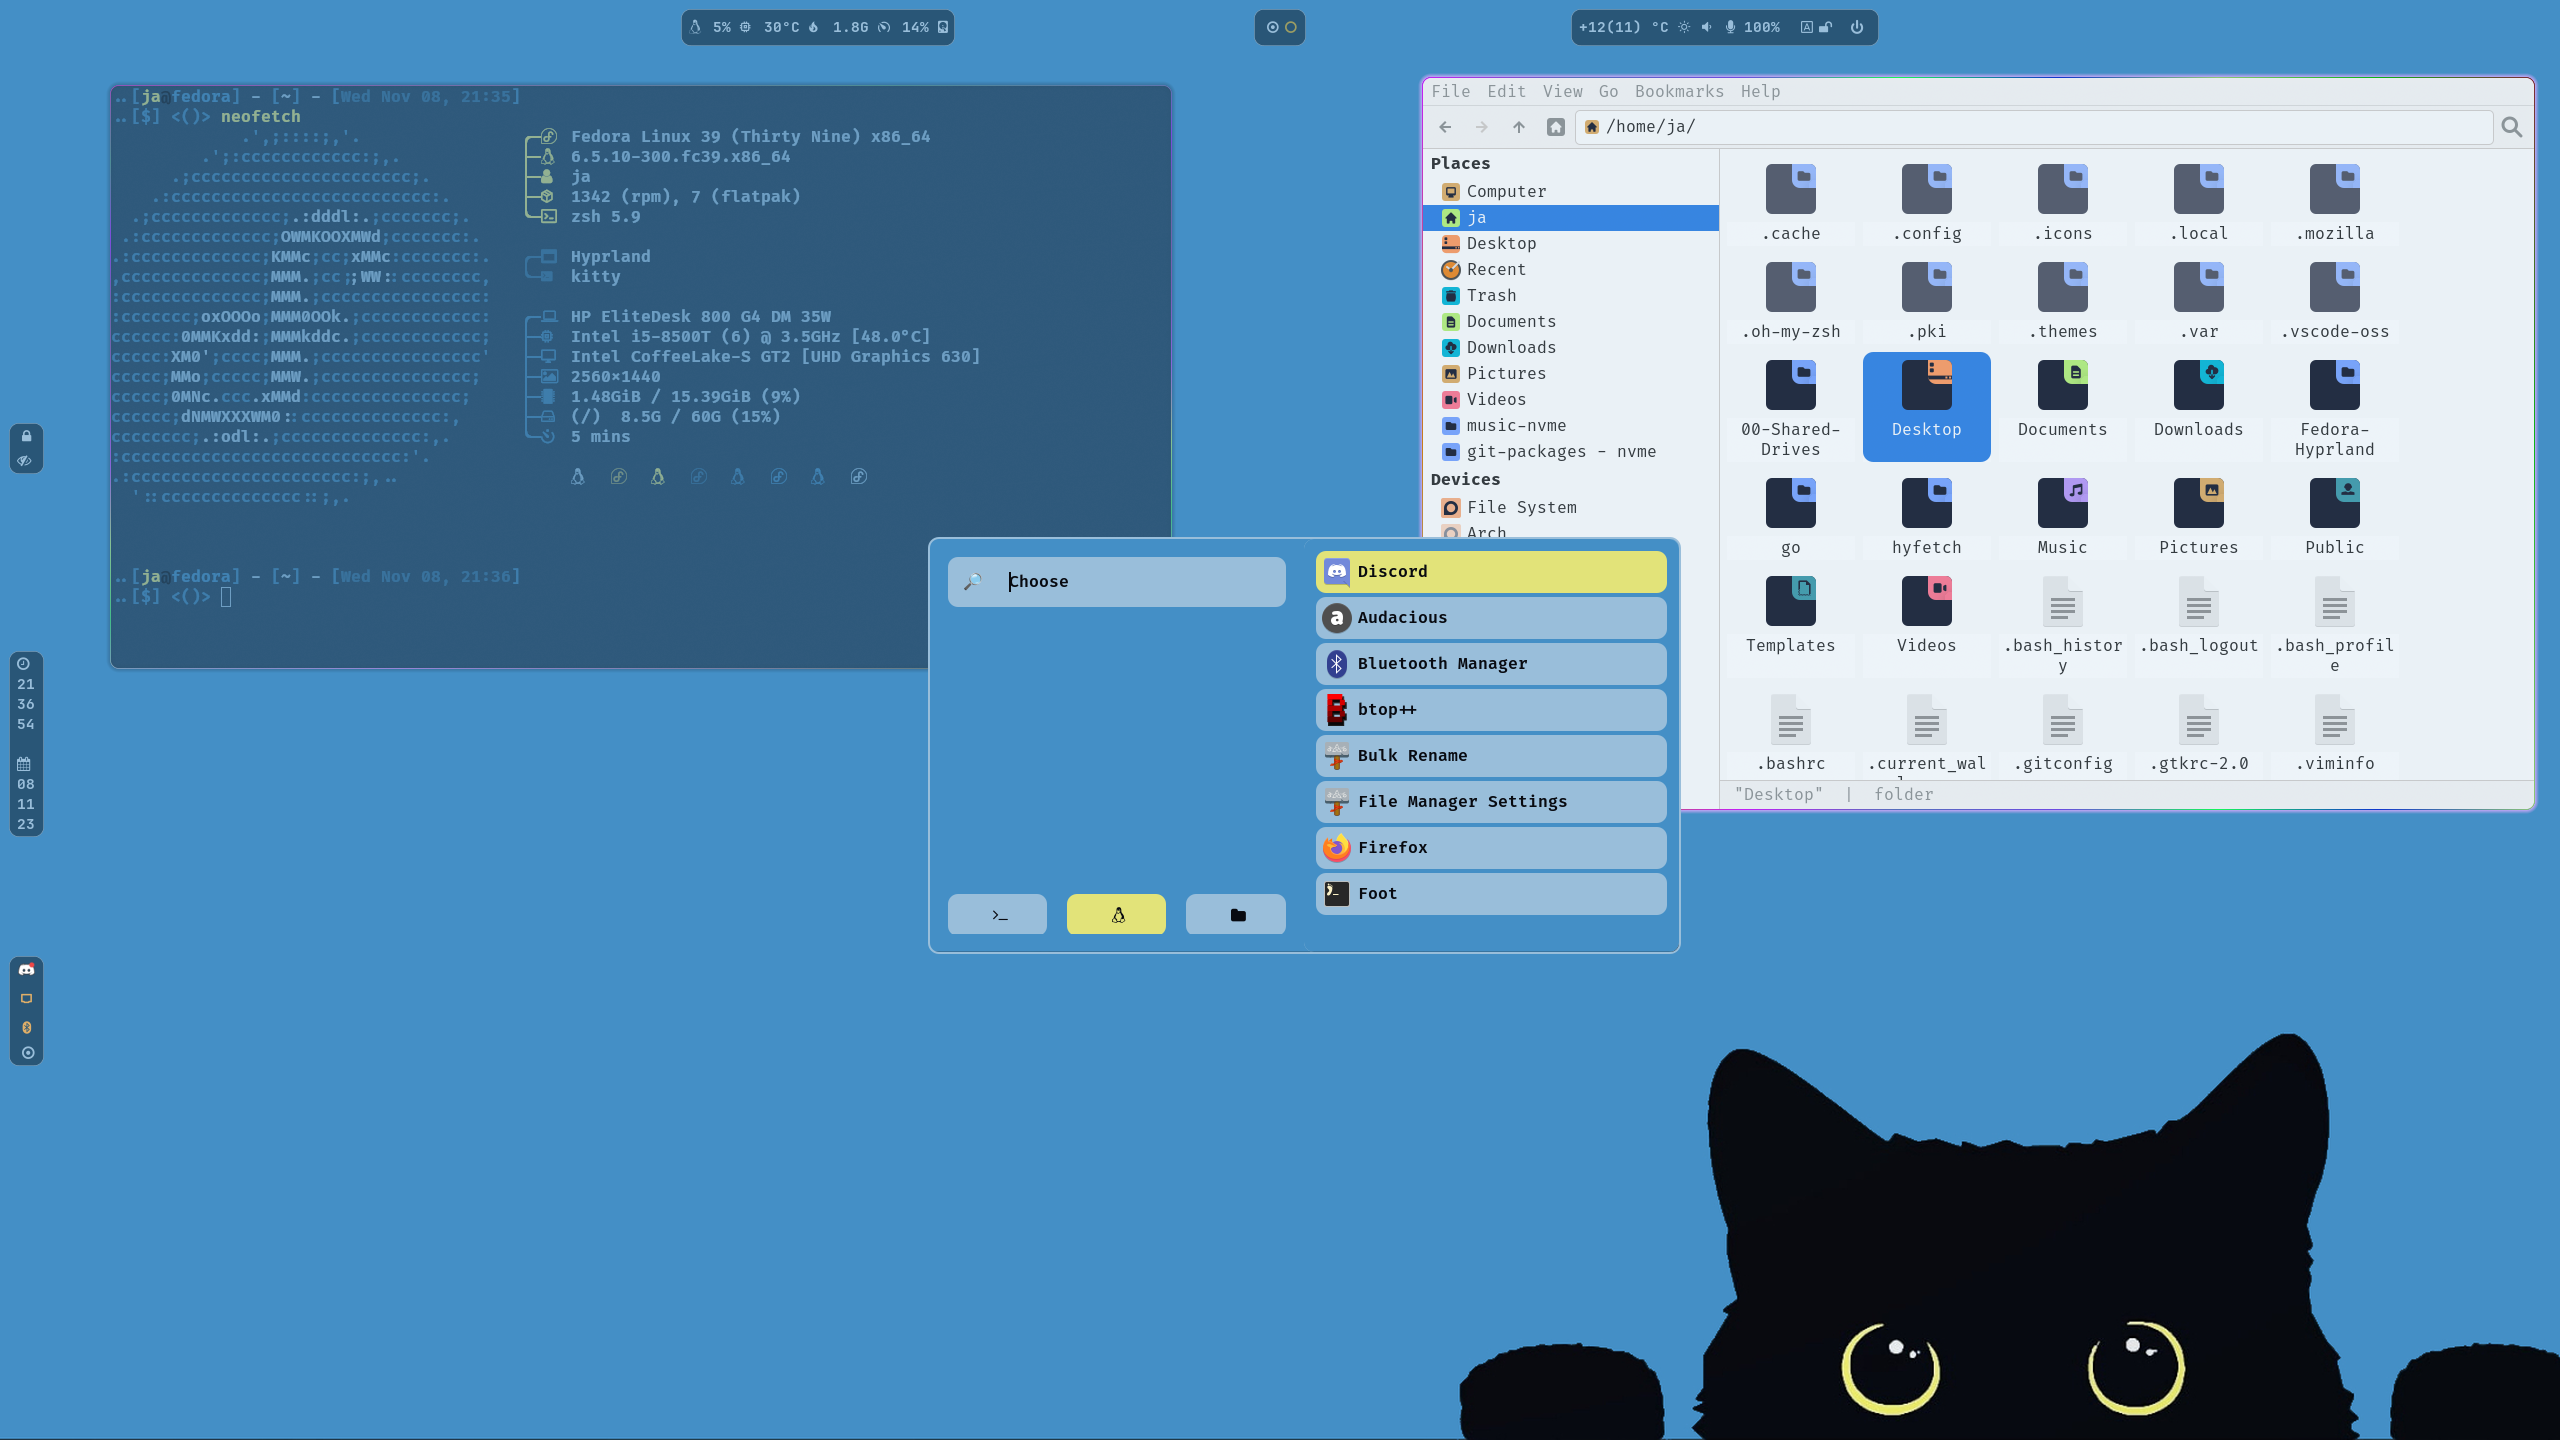 5% 30°C 1.8G 14%
+12(11) °C 100%
..[ja@fedora] - [~] - [Wed Nov 08, 21:35]
..[$] <()> neofetch
Fedora Linux 39 (Thirty Nine) x86_64
6.5.10-300.fc39.x86_64
ja
1342 (rpm), 7 (flatpak)
zsh 5.9
Hyprland
kitty
HP EliteDesk 800 G4 DM 35W
Intel i5-8500T (6) @ 3.5GHz [48.0°C]
Intel CoffeeLake-S GT2 [UHD Graphics 630]
2560×1440
1.48GiB / 15.39GiB (9%)
(/) 8.5G / 60G (15%)
5 mins
..[ja@fedora] - [~] - [Wed Nov 08, 21:36]
..[$] <()>
File Edit View Go Bookmarks Help
/home/ja/
Places
Computer
ja
Desktop
Recent
Trash
Documents
Downloads
Pictures
Videos
music-nvme
git-packages - nvme
Devices
File System
Arch
.cache .config .icons .local .mozilla
.oh-my-zsh .pki .themes .var .vscode-oss
00-Shared- Desktop Documents Downloads Fedora-
Drives Hyprland
go hyfetch Music Pictures Public
Templates Videos .bash_histor .bash_logout .bash_profil
y e
.bashrc .current_wal .gitconfig .gtkrc-2.0 .viminfo
"Desktop" | folder
Choose
Discord
Audacious
Bluetooth Manager
btop++
Bulk Rename
File Manager Settings
Firefox
Foot
21
36
54
08
11
23